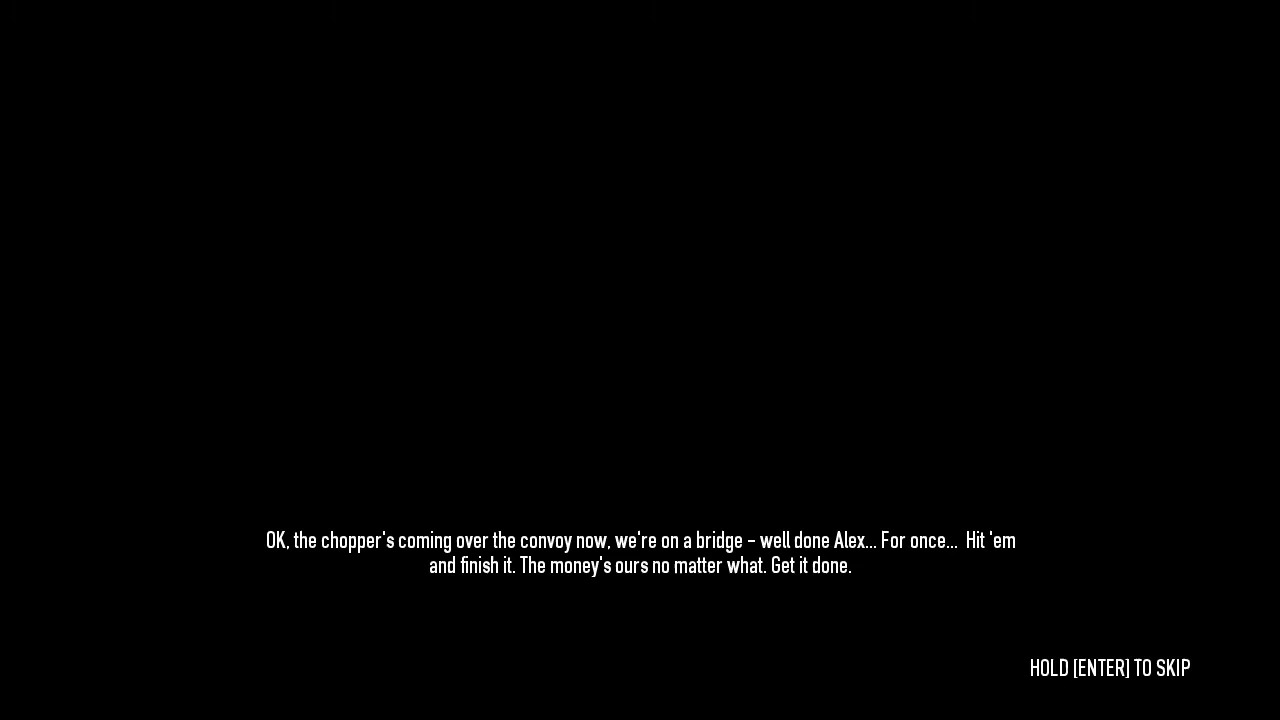 OK, the chopper's coming over the convoy now, we're on a bridge - well done Alex... For once...  Hit 'em
and finish it. The money's ours no matter what. Get it done.
HOLD [ENTER] TO SKIP